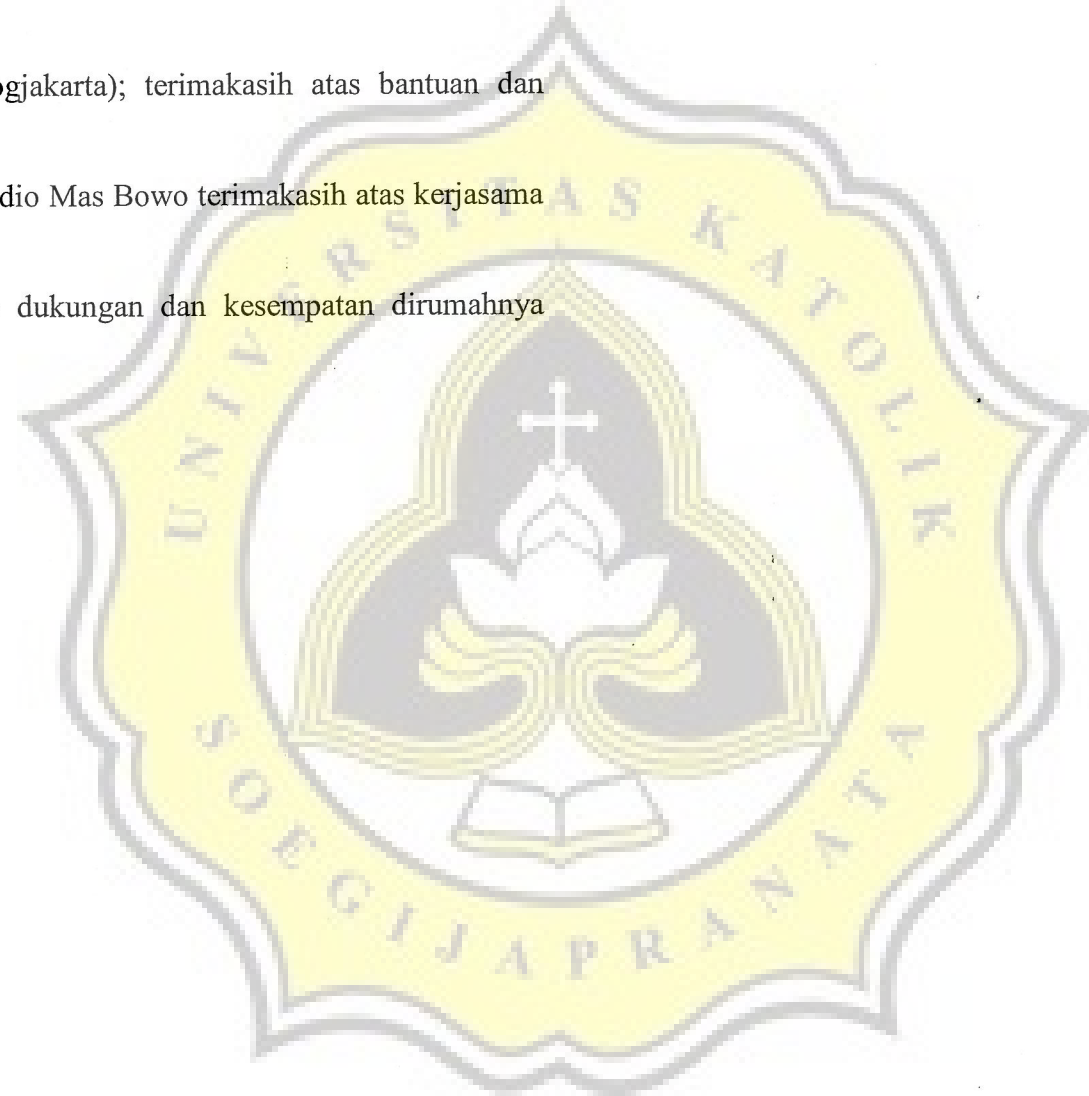 ogjakarta); terimakasih atas bantuan dan
dio Mas Bowo terimakasih atas kerjasama
dukungan dan kesempatan dirumahnya
UNIVERSITAS KATOLIK
SOEGIJAPRANATA